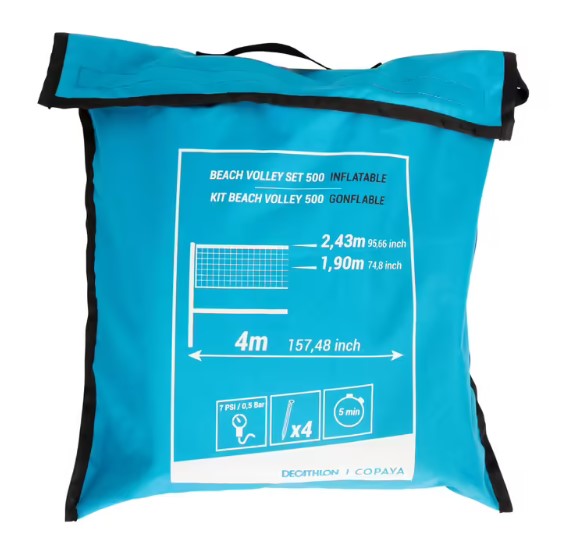 BEACH VOLLEY SET 500 INFLATABLE
KIT BEACH VOLLEY 500 GONFLABLE
2,43m 95,66 inch
1,90m 74,8 inch
4m 157,48 inch
7 PSI / 0,5 Bar
x4
5 min
DECATHLON | COPAYA